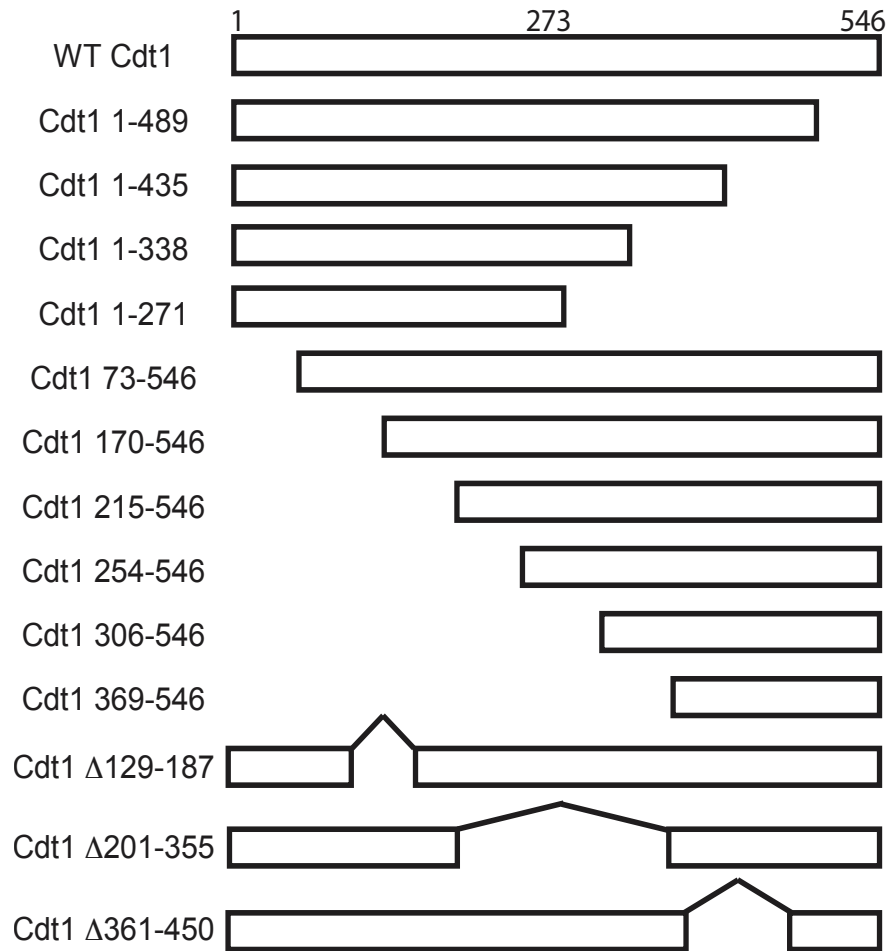 1 273 546
WT Cdt1
Cdt1 1-489
Cdt1 1-435
Cdt1 1-338
Cdt1 1-271
Cdt1 73-546
Cdt1 170-546
Cdt1 215-546
Cdt1 254-546
Cdt1 306-546
Cdt1 369-546
Cdt1 Δ129-187
Cdt1 Δ201-355
Cdt1 Δ361-450